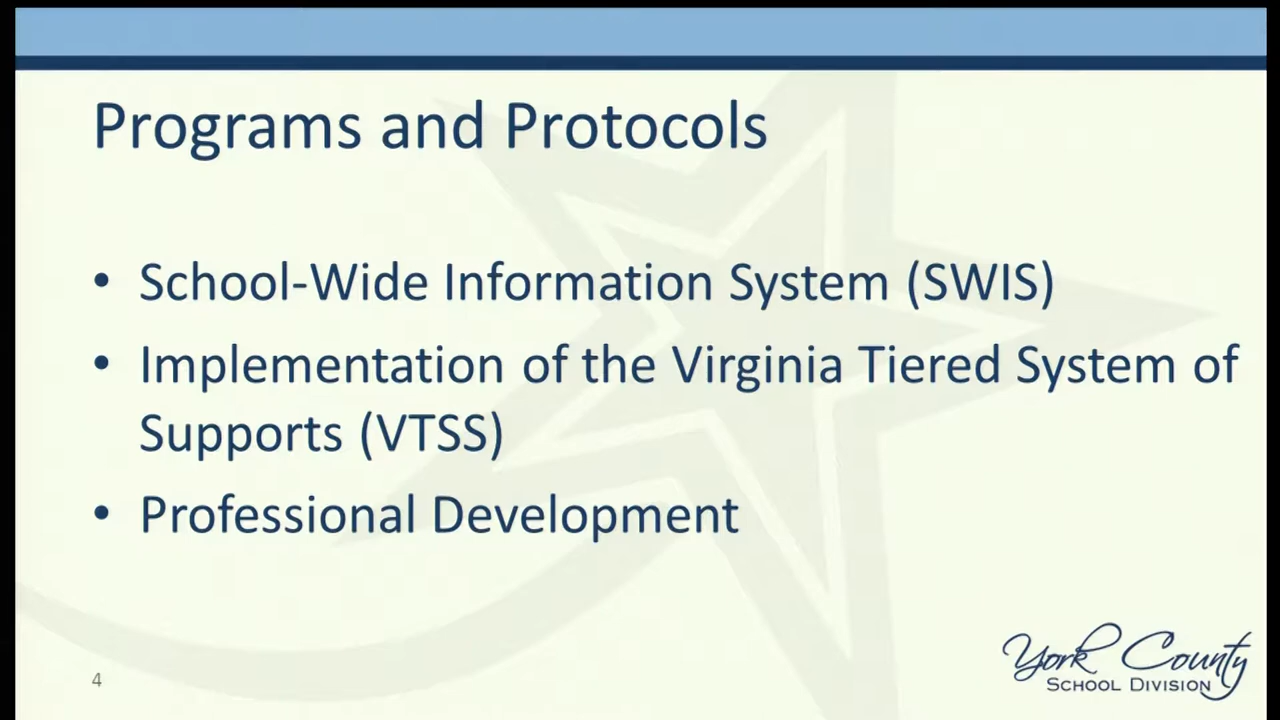 Programs and Protocols
• School-Wide Information System (SWIS)
• Implementation of the Virginia Tiered System of
Supports (VTSS)
• Professional Development
4
York County
SCHOOL DIVISION